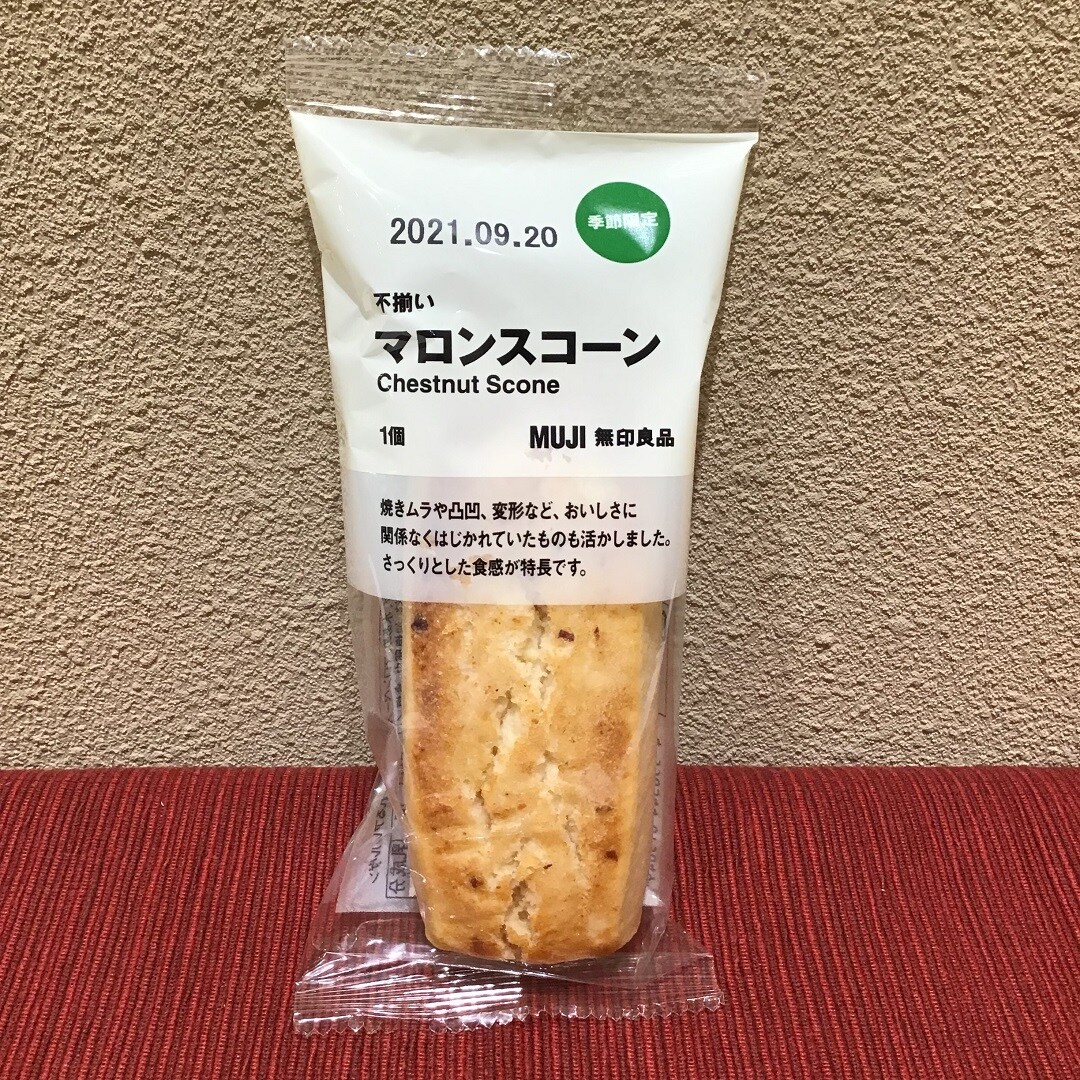 2021.09.20
季節限定
不揃い
マロンスコーン
Chestnut Scone
1個
MUJI 無印良品
焼きムラや凸凹、変形など、おいしさに
関係なくはじかれていたものも活かしました。
さっくりとした食感が特長です。